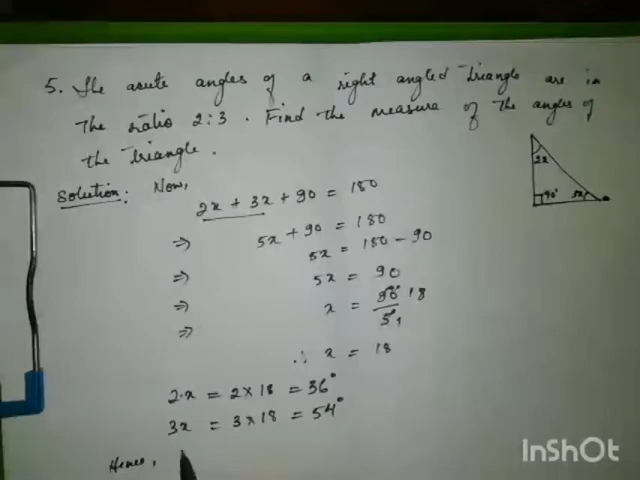 5. The acute angles of a right angled triangle are in
the ratio 2:3. Find the measure of the angles of
the triangle.
Solution: Now,
2x + 3x + 90 = 180
⇒ 5x + 90 = 180
5x = 180 - 90
⇒ 5x = 90
⇒ x = 90/5 18 1
⇒
∴ x = 18
2·x = 2 × 18 = 36°
3x = 3 × 18 = 54°
Hence,
2x
90° 3x
InShOt